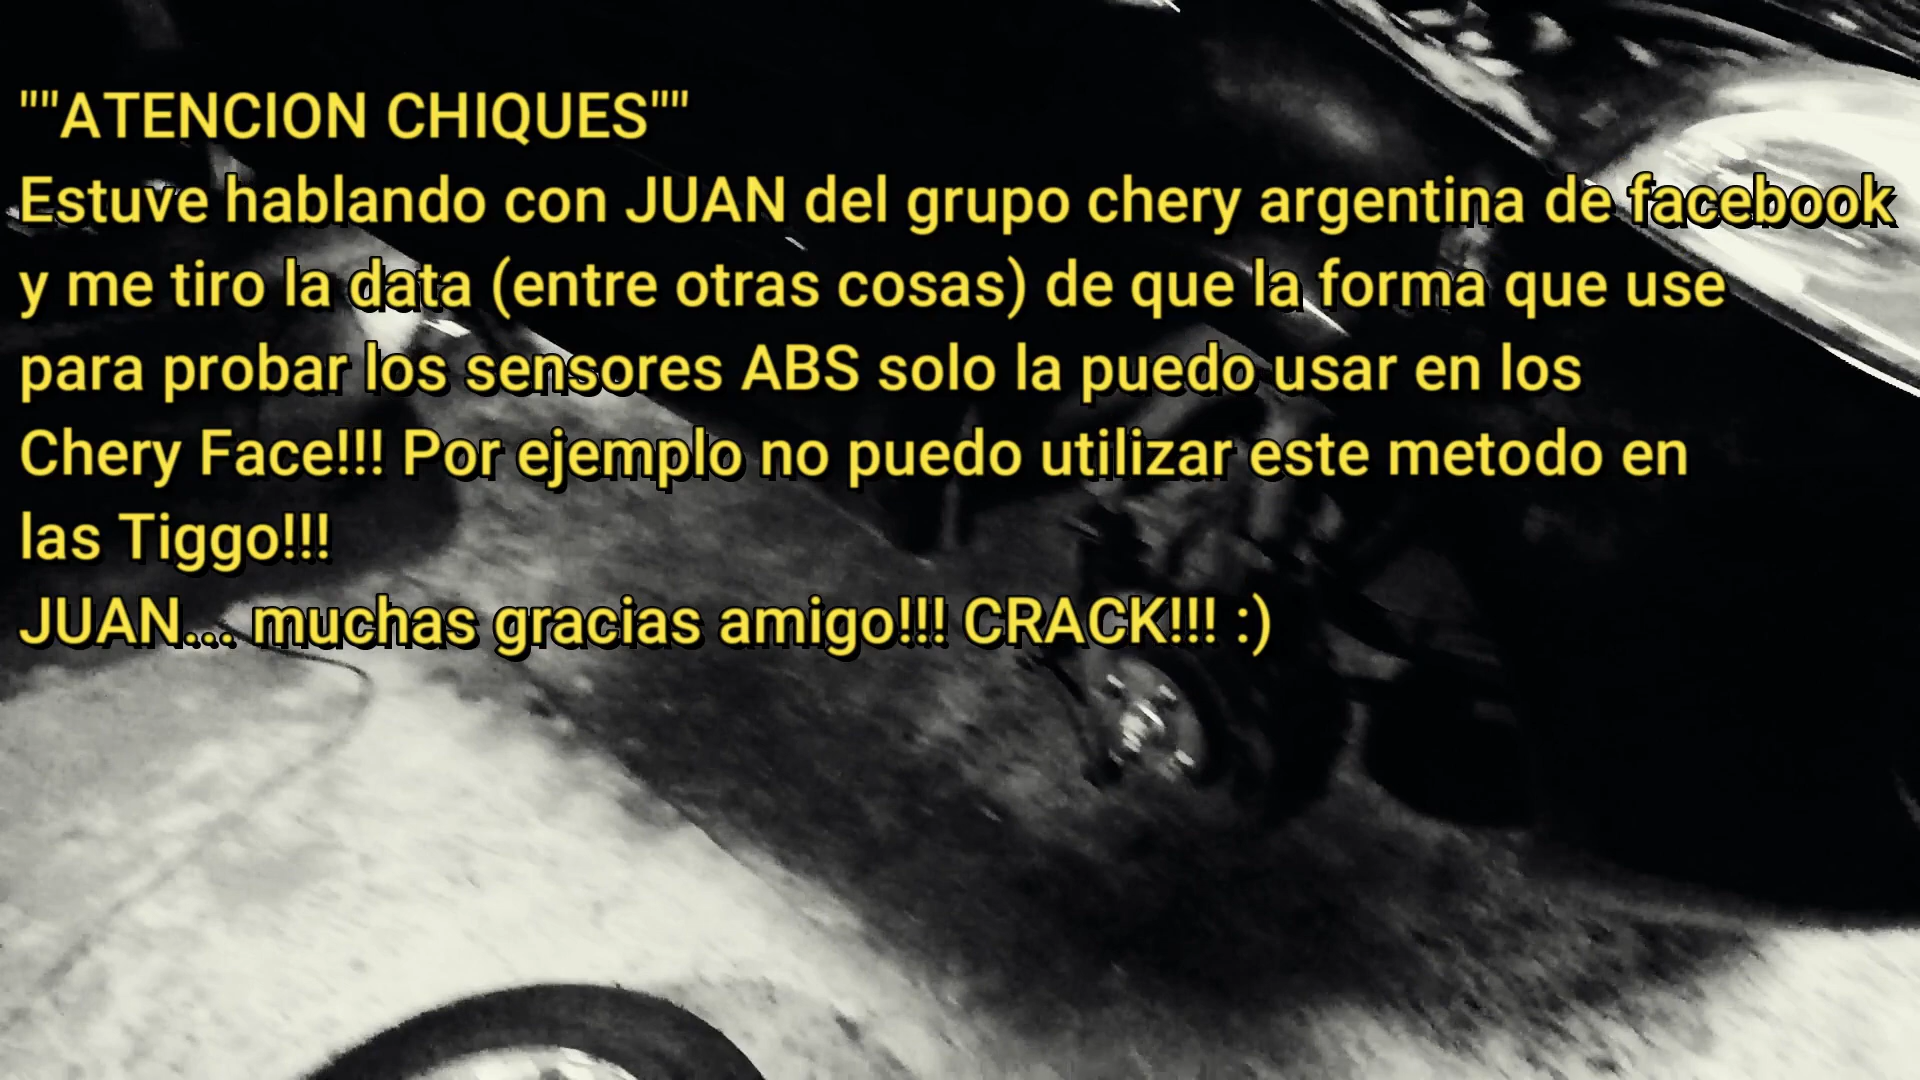 ""ATENCION CHIQUES""
Estuve hablando con JUAN del grupo chery argentina de facebook
y me tiro la data (entre otras cosas) de que la forma que use
para probar los sensores ABS solo la puedo usar en los
Chery Face!!! Por ejemplo no puedo utilizar este metodo en
las Tiggo!!!
JUAN... muchas gracias amigo!!! CRACK!!! :)